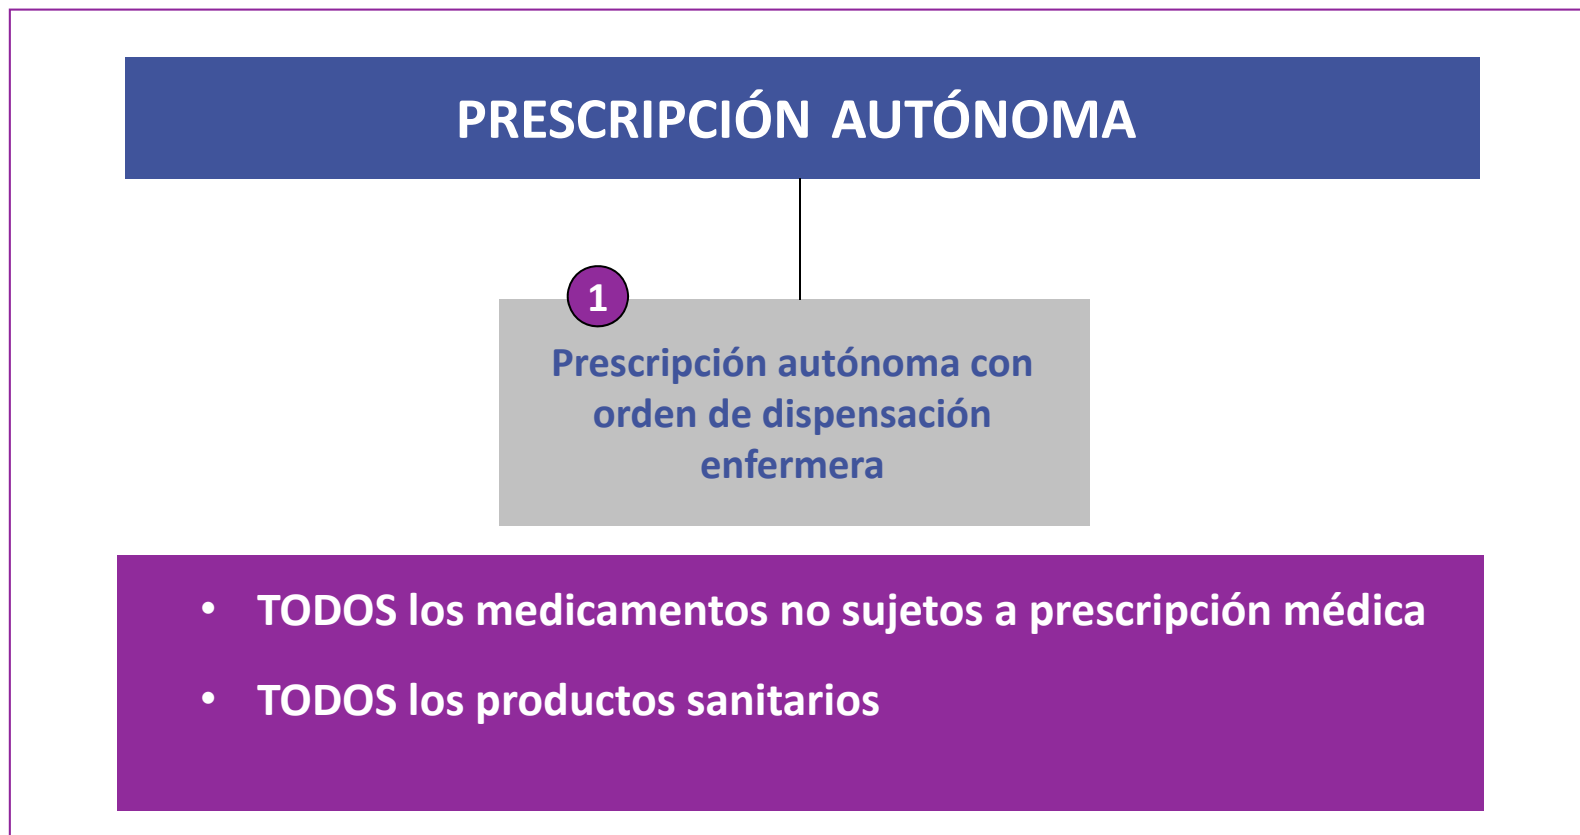 PRESCRIPCIÓN AUTÓNOMA
1
Prescripción autónoma con
orden de dispensación
enfermera
• TODOS los medicamentos no sujetos a prescripción médica
• TODOS los productos sanitarios